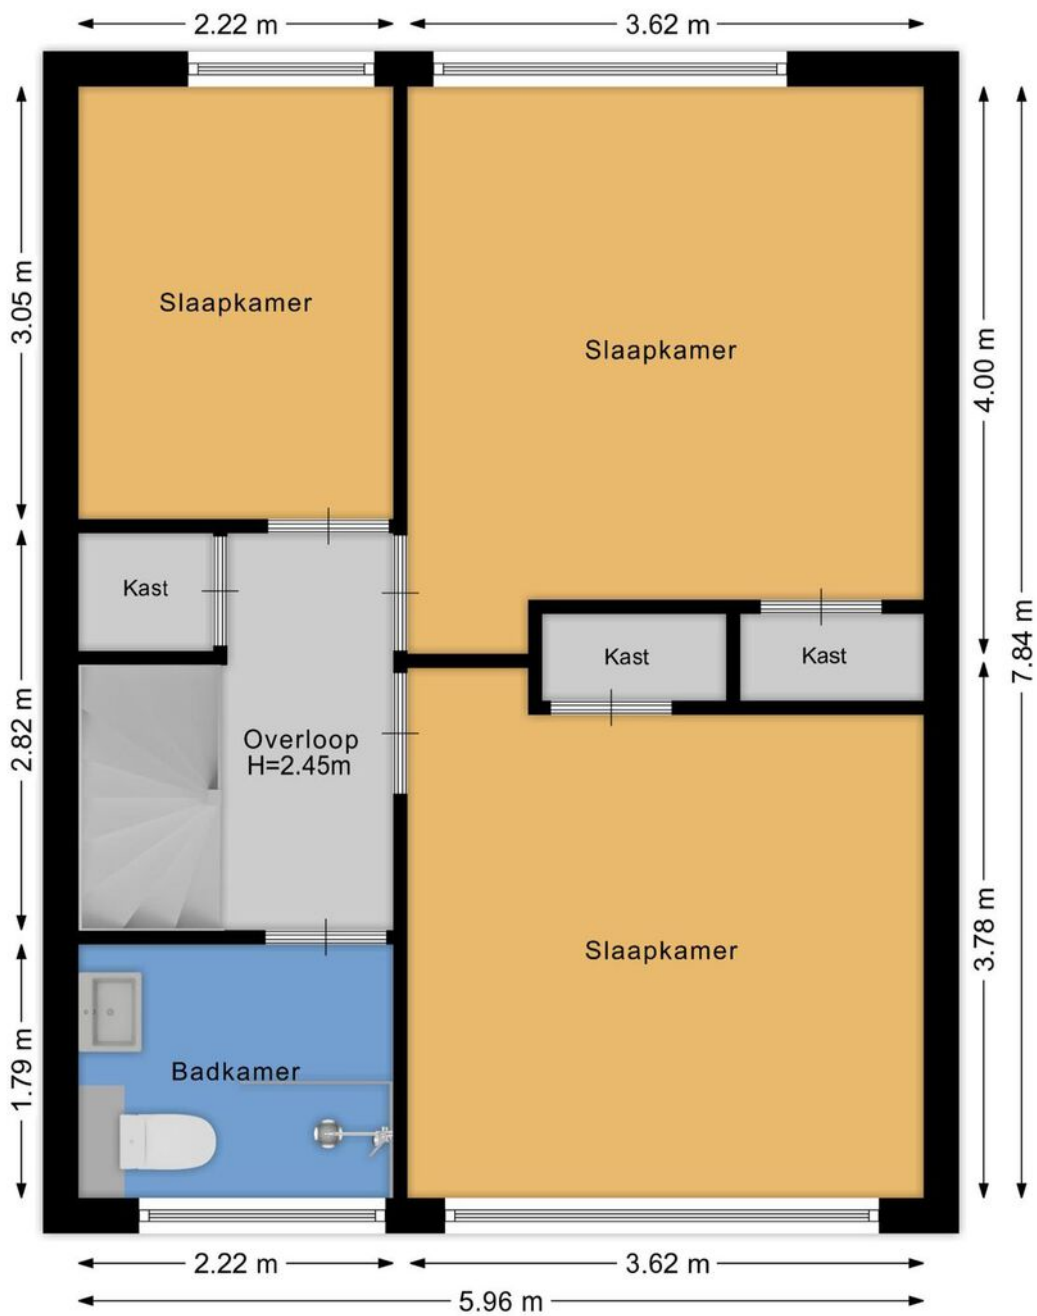 2.22 m
3.62 m
3.05 m
Slaapkamer
Slaapkamer
4.00 m
7.84 m
Kast
Kast
Kast
2.82 m
Overloop
H=2.45m
3.78 m
Slaapkamer
1.79 m
Badkamer
2.22 m
3.62 m
5.96 m